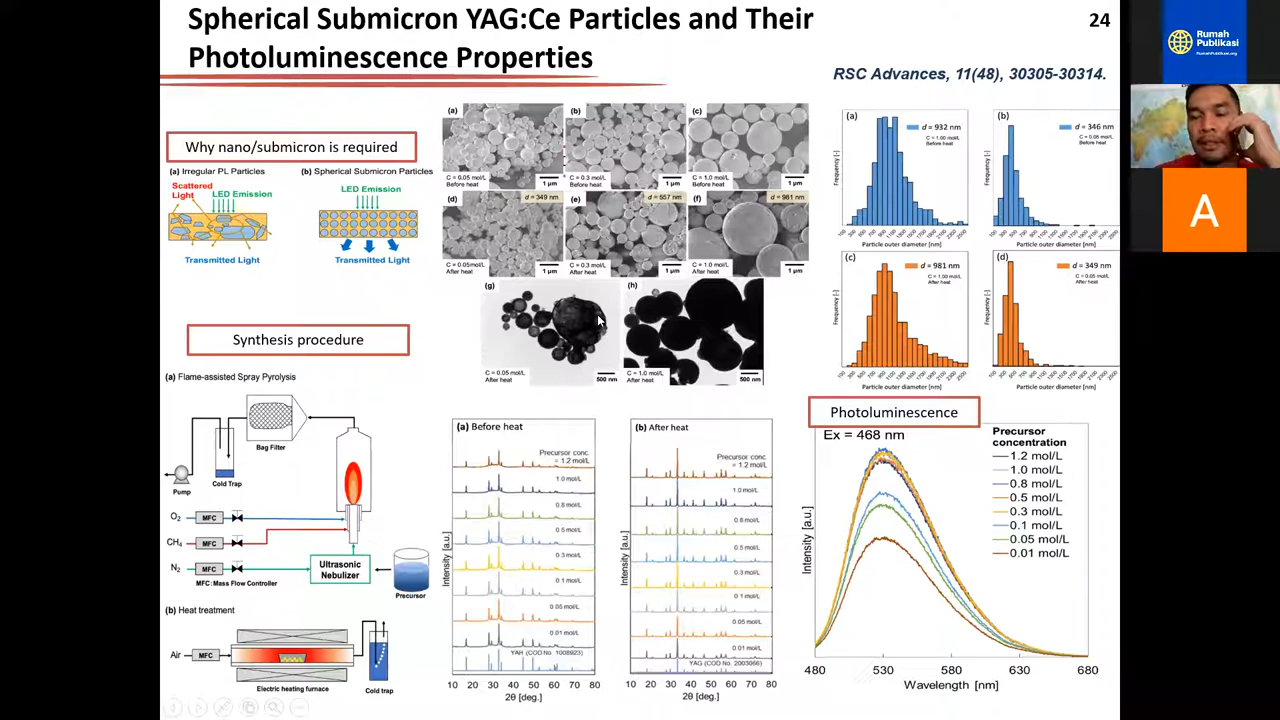 Spherical Submicron YAG:Ce Particles and Their
Photoluminescence Properties
24
RSC Advances, 11(48), 30305-30314.
Rumah
Publikasi
RumahPublikasi.org
A
Why nano/submicron is required
(a) Irregular PL Particles
(b) Spherical Submicron Particles
Scattered
Light
LED Emission
LED Emission
Transmitted Light
Transmitted Light
Synthesis procedure
(a) Flame-assisted Spray Pyrolysis
Bag Filter
Pump
Cold Trap
O2
MFC
CH4
MFC
N2
MFC
MFC: Mass Flow Controller
Ultrasonic
Nebulizer
Precursor
(b) Heat treatment
Air
MFC
Electric heating furnace
Cold trap
(a)
C = 0.05 mol/L
Before heat
1 μm
(b)
C = 0.3 mol/L
Before heat
1 μm
(c)
C = 1.0 mol/L
Before heat
1 μm
(d)
d = 349 nm
C = 0.05mol/L
After heat
1 μm
(e)
d = 557 nm
C = 0.3 mol/L
After heat
1 μm
(f)
d = 961 nm
C = 1.0 mol/L
After heat
1 μm
(g)
C = 0.05 mol/L
After heat
500 nm
(h)
C = 1.0 mol/L
After heat
500 nm
(a)
d = 932 nm
C = 1.00 mol/L
Before heat
Frequency [-]
Particle outer diameter [nm]
(b)
d = 346 nm
C = 0.05 mol/L
Before heat
Frequency [-]
Particle outer diameter [nm]
(c)
d = 981 nm
C = 1.00 mol/L
After heat
Frequency [-]
Particle outer diameter [nm]
(d)
d = 349 nm
C = 0.05 mol/L
After heat
Frequency [-]
Particle outer diameter [nm]
(a) Before heat
Precursor conc.
= 1.2 mol/L
1.0 mol/L
0.8 mol/L
0.5 mol/L
0.3 mol/L
0.1 mol/L
0.05 mol/L
0.01 mol/L
YAH (COD No. 1008923)
Intensity [a.u.]
10 20 30 40 50 60 70 80
2θ [deg.]
(b) After heat
Precursor conc.
= 1.2 mol/L
1.0 mol/L
0.8 mol/L
0.5 mol/L
0.3 mol/L
0.1 mol/L
0.05 mol/L
0.01 mol/L
YAG (COD No. 2003066)
Intensity [a.u.]
10 20 30 40 50 60 70 80
2θ [deg.]
Photoluminescence
Ex = 468 nm
Precursor
concentration
1.2 mol/L
1.0 mol/L
0.8 mol/L
0.5 mol/L
0.3 mol/L
0.1 mol/L
0.05 mol/L
0.01 mol/L
Intensity [a.u.]
480 530 580 630 680
Wavelength [nm]